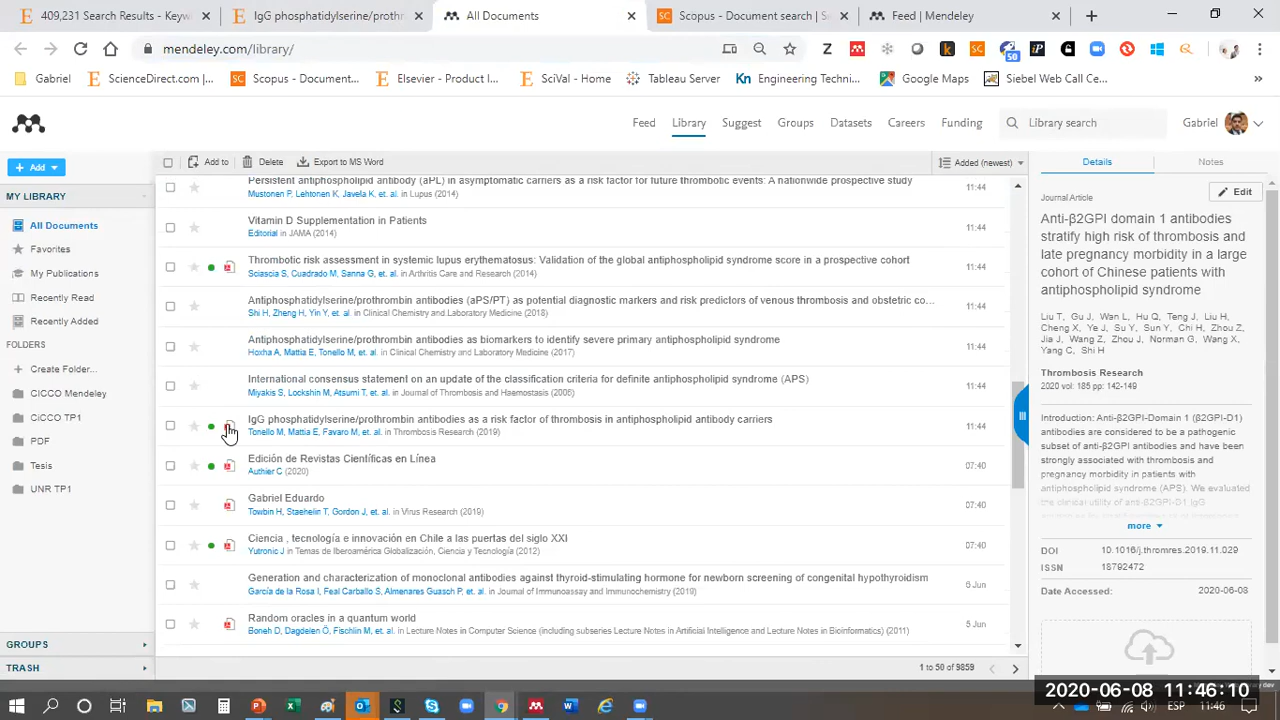 409,231 Search Results - Keyw
IgG phosphatidylserine/prothr
All Documents
Scopus - Document search | S
Feed | Mendeley
mendeley.com/library/
50
Gabriel
ScienceDirect.com |...
Scopus - Document...
Elsevier - Product I...
SciVal - Home
Tableau Server
Kn Engineering Techn...
Google Maps
Siebel Web Call Ce...
Feed
Library
Suggest
Groups
Datasets
Careers
Funding
Library search
Gabriel
Add
Add to
Delete
Export to MS Word
Added (newest)
Details
Notes
MY LIBRARY
All Documents
Favorites
My Publications
Recently Read
Recently Added
FOLDERS
Create Folder...
CICCO Mendeley
CiCCO TP1
PDF
Tesis
UNR TP1
GROUPS
TRASH
Persistent antiphospholipid antibody (aPL) in asymptomatic carriers as a risk factor for future thrombotic events: A nationwide prospective study
11:44
Mustonen P, Lehtonen K, Javela K, et. al. in Lupus (2014)
Vitamin D Supplementation in Patients
11:44
Editorial in JAMA (2014)
Thrombotic risk assessment in systemic lupus erythematosus: Validation of the global antiphospholipid syndrome score in a prospective cohort
11:44
Sciascia S, Cuadrado M, Sanna G, et. al. in Arthritis Care and Research (2014)
Antiphosphatidylserine/prothrombin antibodies (aPS/PT) as potential diagnostic markers and risk predictors of venous thrombosis and obstetric co...
11:44
Shi H, Zheng H, Yin Y, et. al. in Clinical Chemistry and Laboratory Medicine (2018)
Antiphosphatidylserine/prothrombin antibodies as biomarkers to identify severe primary antiphospholipid syndrome
11:44
Hoxha A, Mattia E, Tonello M, et. al. in Clinical Chemistry and Laboratory Medicine (2017)
International consensus statement on an update of the classification criteria for definite antiphospholipid syndrome (APS)
11:44
Miyakis S, Lockshin M, Atsumi T, et. al. in Journal of Thrombosis and Haemostasis (2006)
IgG phosphatidylserine/prothrombin antibodies as a risk factor of thrombosis in antiphospholipid antibody carriers
11:44
Tonello M, Mattia E, Favaro M, et. al. in Thrombosis Research (2019)
Edición de Revistas Científicas en Línea
07:40
Authier C (2020)
Gabriel Eduardo
07:40
Towbin H, Staehelin T, Gordon J, et. al. in Virus Research (2019)
Ciencia , tecnología e innovación en Chile a las puertas del siglo XXI
07:40
Yutronic J in Temas de Iberoamérica Globalización, Ciencia y Tecnología (2012)
Generation and characterization of monoclonal antibodies against thyroid-stimulating hormone for newborn screening of congenital hypothyroidism
6 Jun
García de la Rosa I, Feal Carballo S, Almenares Guasch P, et. al. in Journal of Immunoassay and Immunochemistry (2019)
Random oracles in a quantum world
5 Jun
Boneh D, Dagdelen Ö, Fischlin M, et. al. in Lecture Notes in Computer Science (including subseries Lecture Notes in Artificial Intelligence and Lecture Notes in Bioinformatics) (2011)
1 to 50 of 9859
Journal Article
Edit
Anti-β2GPI domain 1 antibodies
stratify high risk of thrombosis and
late pregnancy morbidity in a large
cohort of Chinese patients with
antiphospholipid syndrome
Liu T, Gu J, Wan L, Hu Q, Teng J, Liu H,
Cheng X, Ye J, Su Y, Sun Y, Chi H, Zhou Z,
Jia J, Wang Z, Zhou J, Norman G, Wang X,
Yang C, Shi H
Thrombosis Research
2020 vol: 185 pp: 142-149
Introduction: Anti-β2GPI-Domain 1 (β2GPI-D1)
antibodies are considered to be a pathogenic
subset of anti-β2GPI antibodies and have been
strongly associated with thrombosis and
pregnancy morbidity in patients with
antiphospholipid syndrome (APS). We evaluated
the clinical utility of anti-β2GPI-D1 IgG
more
DOI 10.1016/j.thromres.2019.11.029
ISSN 18792472
Date Accessed: 2020-06-08
2020-06-08 11:46:10
ESP 11:46